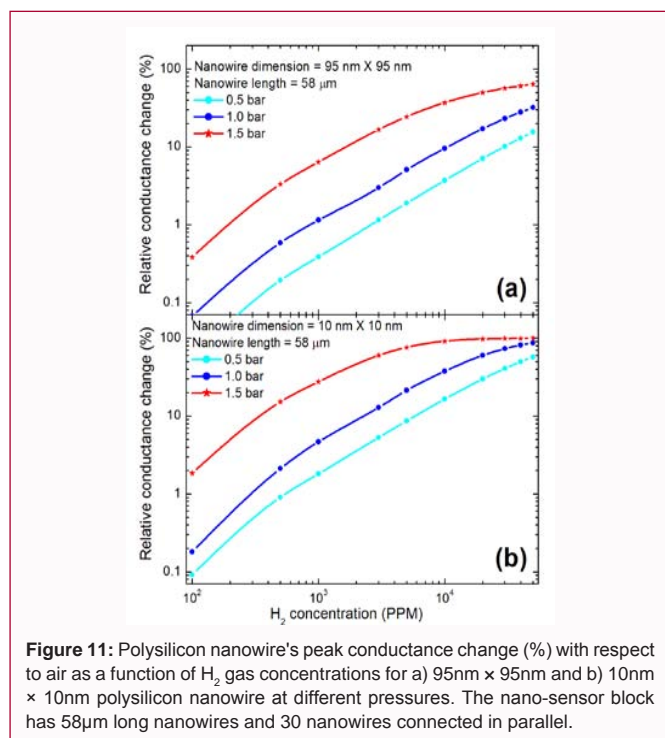 Nanowire dimension = 95 nm X 95 nm
Nanowire length = 58 μm
0.5 bar
1.0 bar
1.5 bar
100
10
1
0.1
Relative conductance change (%)
(a)
Nanowire dimension = 10 nm X 10 nm
Nanowire length = 58 μm
0.5 bar
1.0 bar
1.5 bar
100
10
1
0.1
Relative conductance change (%)
(b)
10² 10³ 10⁴
H₂ concentration (PPM)
Figure 11: Polysilicon nanowire's peak conductance change (%) with respect
to air as a function of H₂ gas concentrations for a) 95nm × 95nm and b) 10nm
× 10nm polysilicon nanowire at different pressures. The nano-sensor block
has 58μm long nanowires and 30 nanowires connected in parallel.